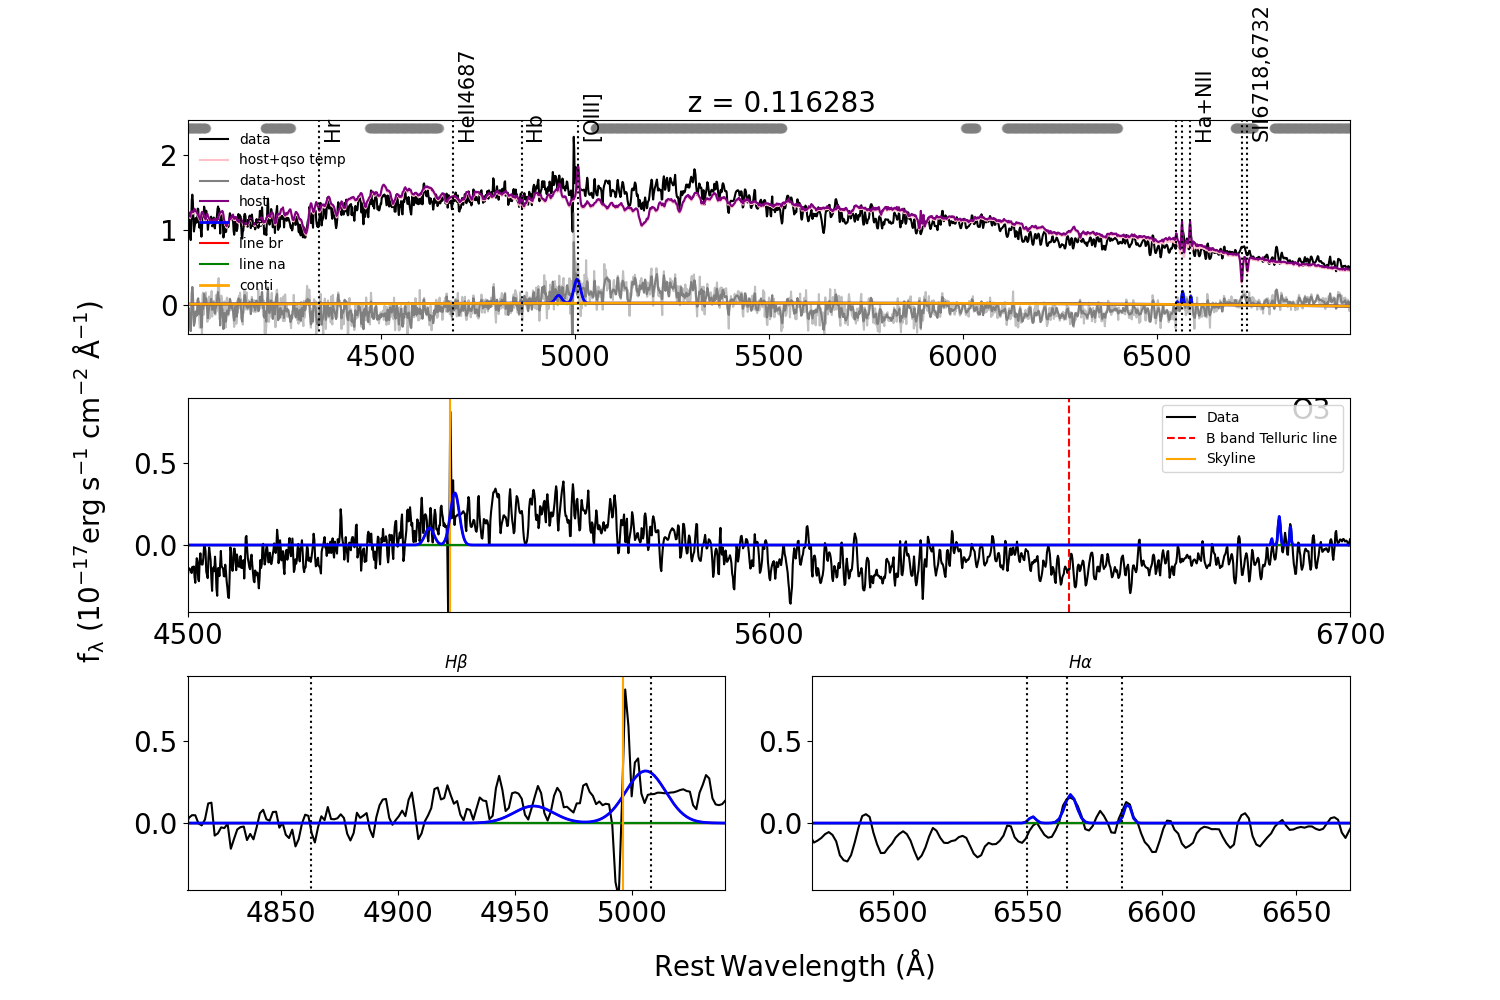 z = 0.116283
Hr
HeII4687
Hb
[OIII]
Ha+NII
SII6718,6732
data
host+qso temp
data-host
host
line br
line na
conti
2
1
0
4500
5000
5500
6000
6500
fλ (10⁻¹⁷erg s⁻¹ cm⁻² Å⁻¹)
O3
Data
B band Telluric line
Skyline
0.5
0.0
4500
5600
6700
Hβ
0.5
0.0
4850
4900
4950
5000
Hα
0.5
0.0
6500
6550
6600
6650
Rest Wavelength (Å)